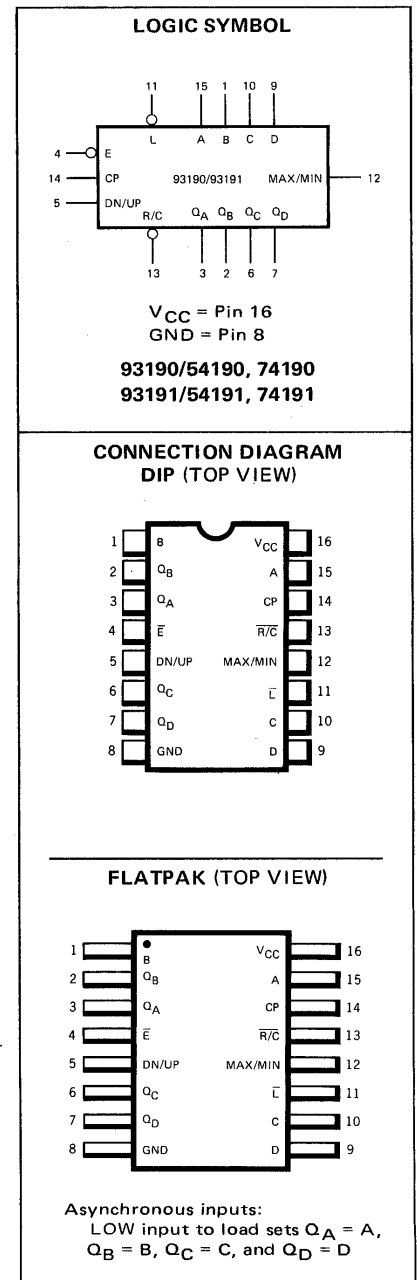 LOGIC SYMBOL
11 15 1 10 9
L A B C D
4 E
14 CP 93190/93191 MAX/MIN 12
5 DN/UP
R/C QA QB QC QD
13 3 2 6 7
VCC = Pin 16
GND = Pin 8
93190/54190, 74190
93191/54191, 74191
CONNECTION DIAGRAM
DIP (TOP VIEW)
1 B VCC 16
2 QB A 15
3 QA CP 14
4 E̅ R/C̅ 13
5 DN/UP MAX/MIN 12
6 QC L̅ 11
7 QD C 10
8 GND D 9
FLATPAK (TOP VIEW)
1 B VCC 16
2 QB A 15
3 QA CP 14
4 E̅ R/C̅ 13
5 DN/UP MAX/MIN 12
6 QC L̅ 11
7 QD C 10
8 GND D 9
Asynchronous inputs:
LOW input to load sets QA = A,
QB = B, QC = C, and QD = D